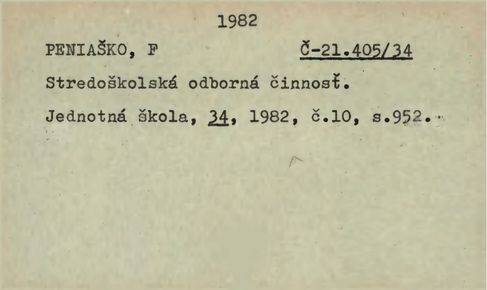 1982
PENIAŠKO, F Č-21.405/34
Stredoškolská odborná činnosť.
Jednotná škola, 34, 1982, č.10, s.952.